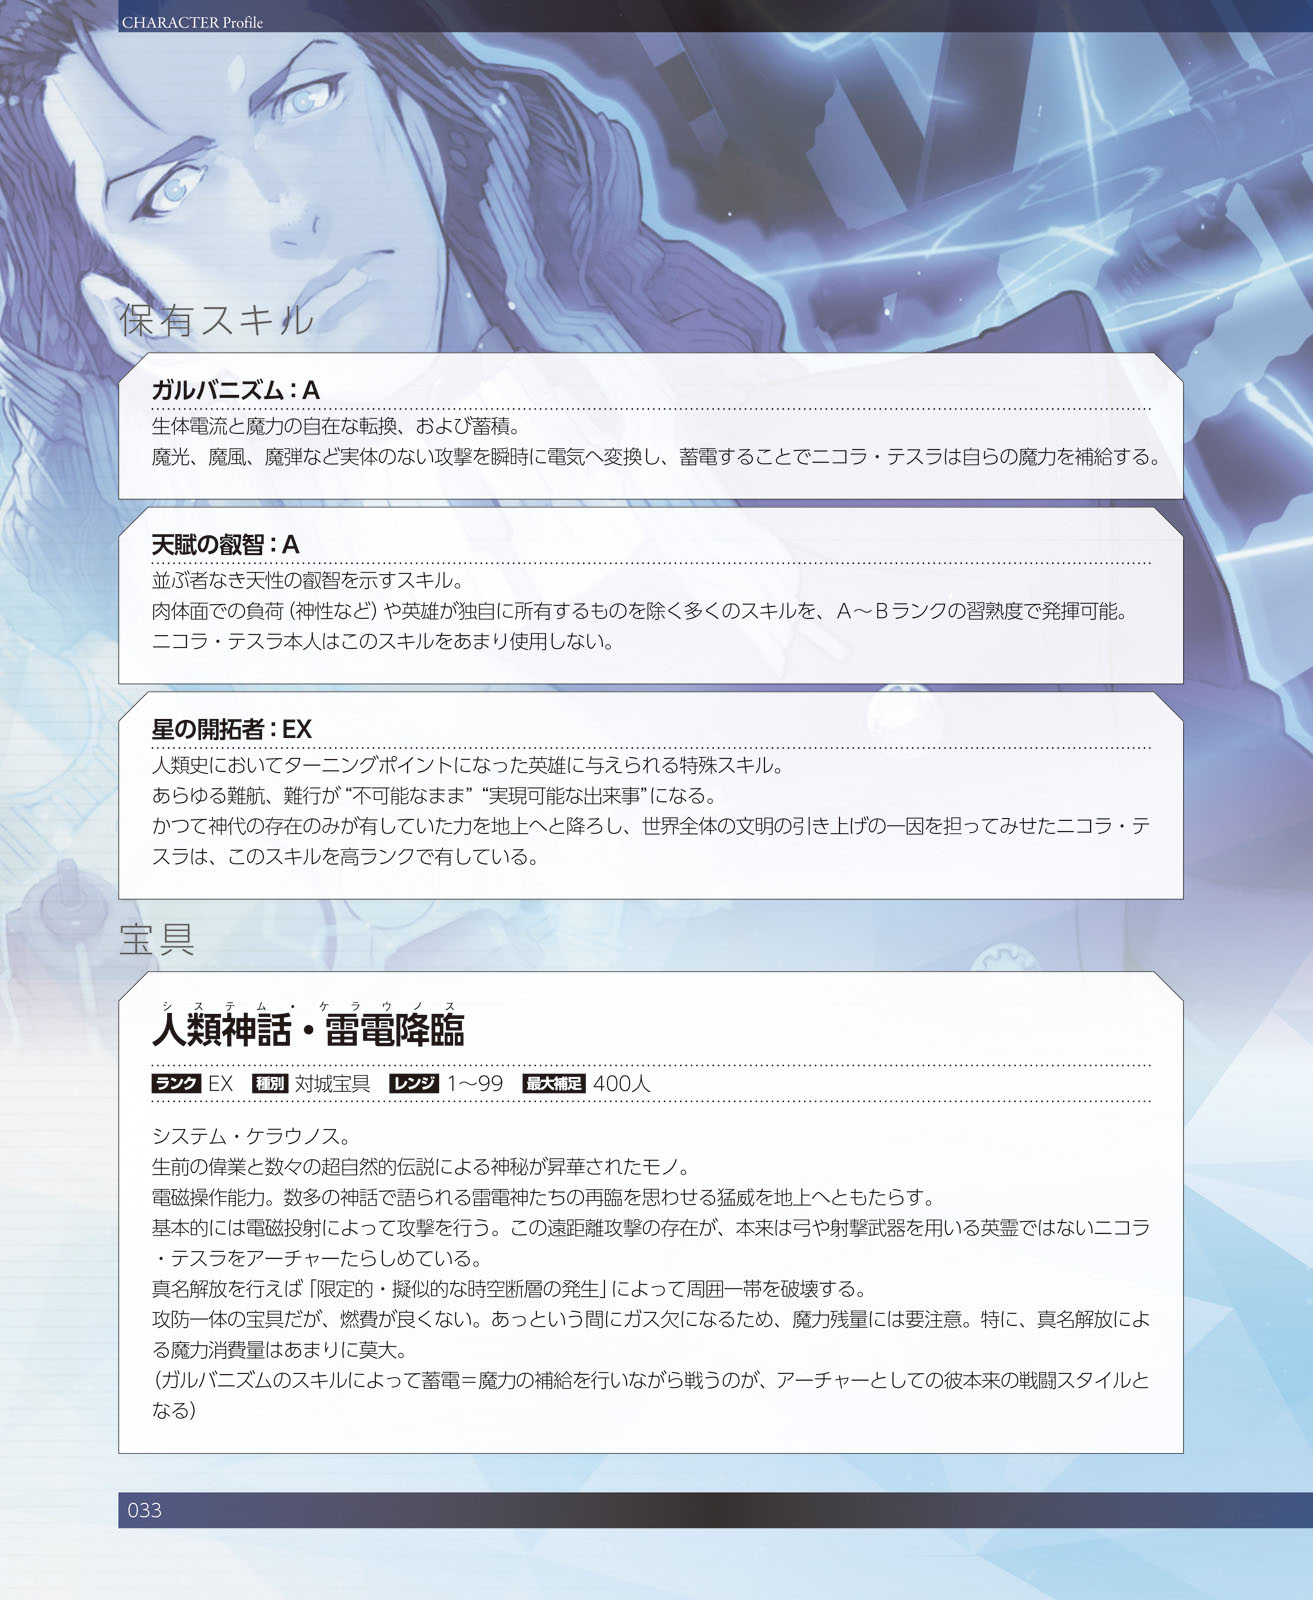 CHARACTER Profile
保有スキル
ガルバニズム：A
生体電流と魔力の自在な転換、および蓄積。
魔光、魔風、魔弾など実体のない攻撃を瞬時に電気へ変換し、蓄電することでニコラ・テスラは自らの魔力を補給する。
天賦の叡智：A
並ぶ者なき天性の叡智を示すスキル。
肉体面での負荷（神性など）や英雄が独自に所有するものを除く多くのスキルを、A～Bランクの習熟度で発揮可能。
ニコラ・テスラ本人はこのスキルをあまり使用しない。
星の開拓者：EX
人類史においてターニングポイントになった英雄に与えられる特殊スキル。
あらゆる難航、難行が“不可能なまま”“実現可能な出来事”になる。
かつて神代の存在のみが有していた力を地上へと降ろし、世界全体の文明の引き上げの一因を担ってみせたニコラ・テ
スラは、このスキルを高ランクで有している。
宝具
システム・ケラウノス
人類神話・雷電降臨
ランク EX 種別 対城宝具 レンジ 1～99 最大補足 400人
システム・ケラウノス。
生前の偉業と数々の超自然的伝説による神秘が昇華されたモノ。
電磁操作能力。数多の神話で語られる雷電神たちの再臨を思わせる猛威を地上へともたらす。
基本的には電磁投射によって攻撃を行う。この遠距離攻撃の存在が、本来は弓や射撃武器を用いる英霊ではないニコラ
・テスラをアーチャーたらしめている。
真名解放を行えば「限定的・擬似的な時空断層の発生」によって周囲一帯を破壊する。
攻防一体の宝具だが、燃費が良くない。あっという間にガス欠になるため、魔力残量には要注意。特に、真名解放によ
る魔力消費量はあまりに莫大。
（ガルバニズムのスキルによって蓄電＝魔力の補給を行いながら戦うのが、アーチャーとしての彼本来の戦闘スタイルと
なる）
033